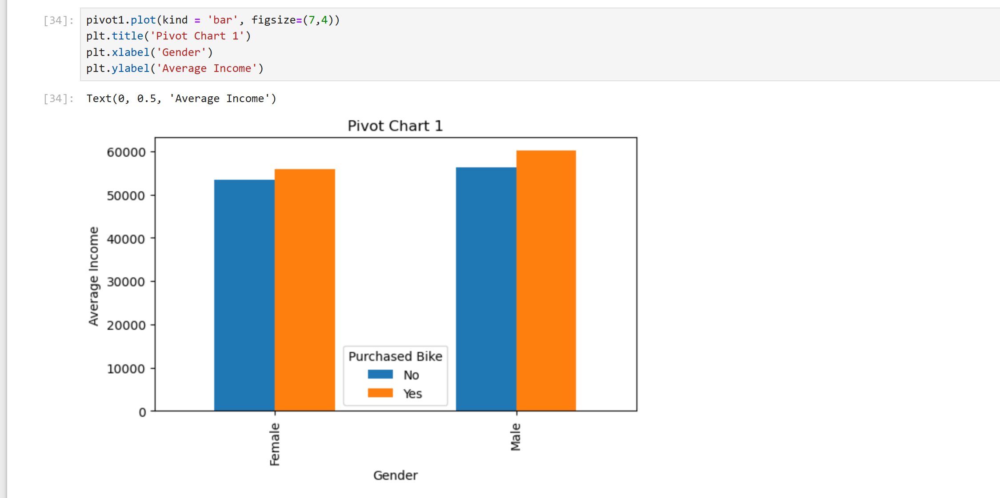 [34]: pivot1.plot(kind = 'bar', figsize=(7,4))
plt.title('Pivot Chart 1')
plt.xlabel('Gender')
plt.ylabel('Average Income')
[34]: Text(0, 0.5, 'Average Income')
Pivot Chart 1
60000
50000
40000
30000
20000
10000
0
Average Income
Purchased Bike
No
Yes
Female
Male
Gender